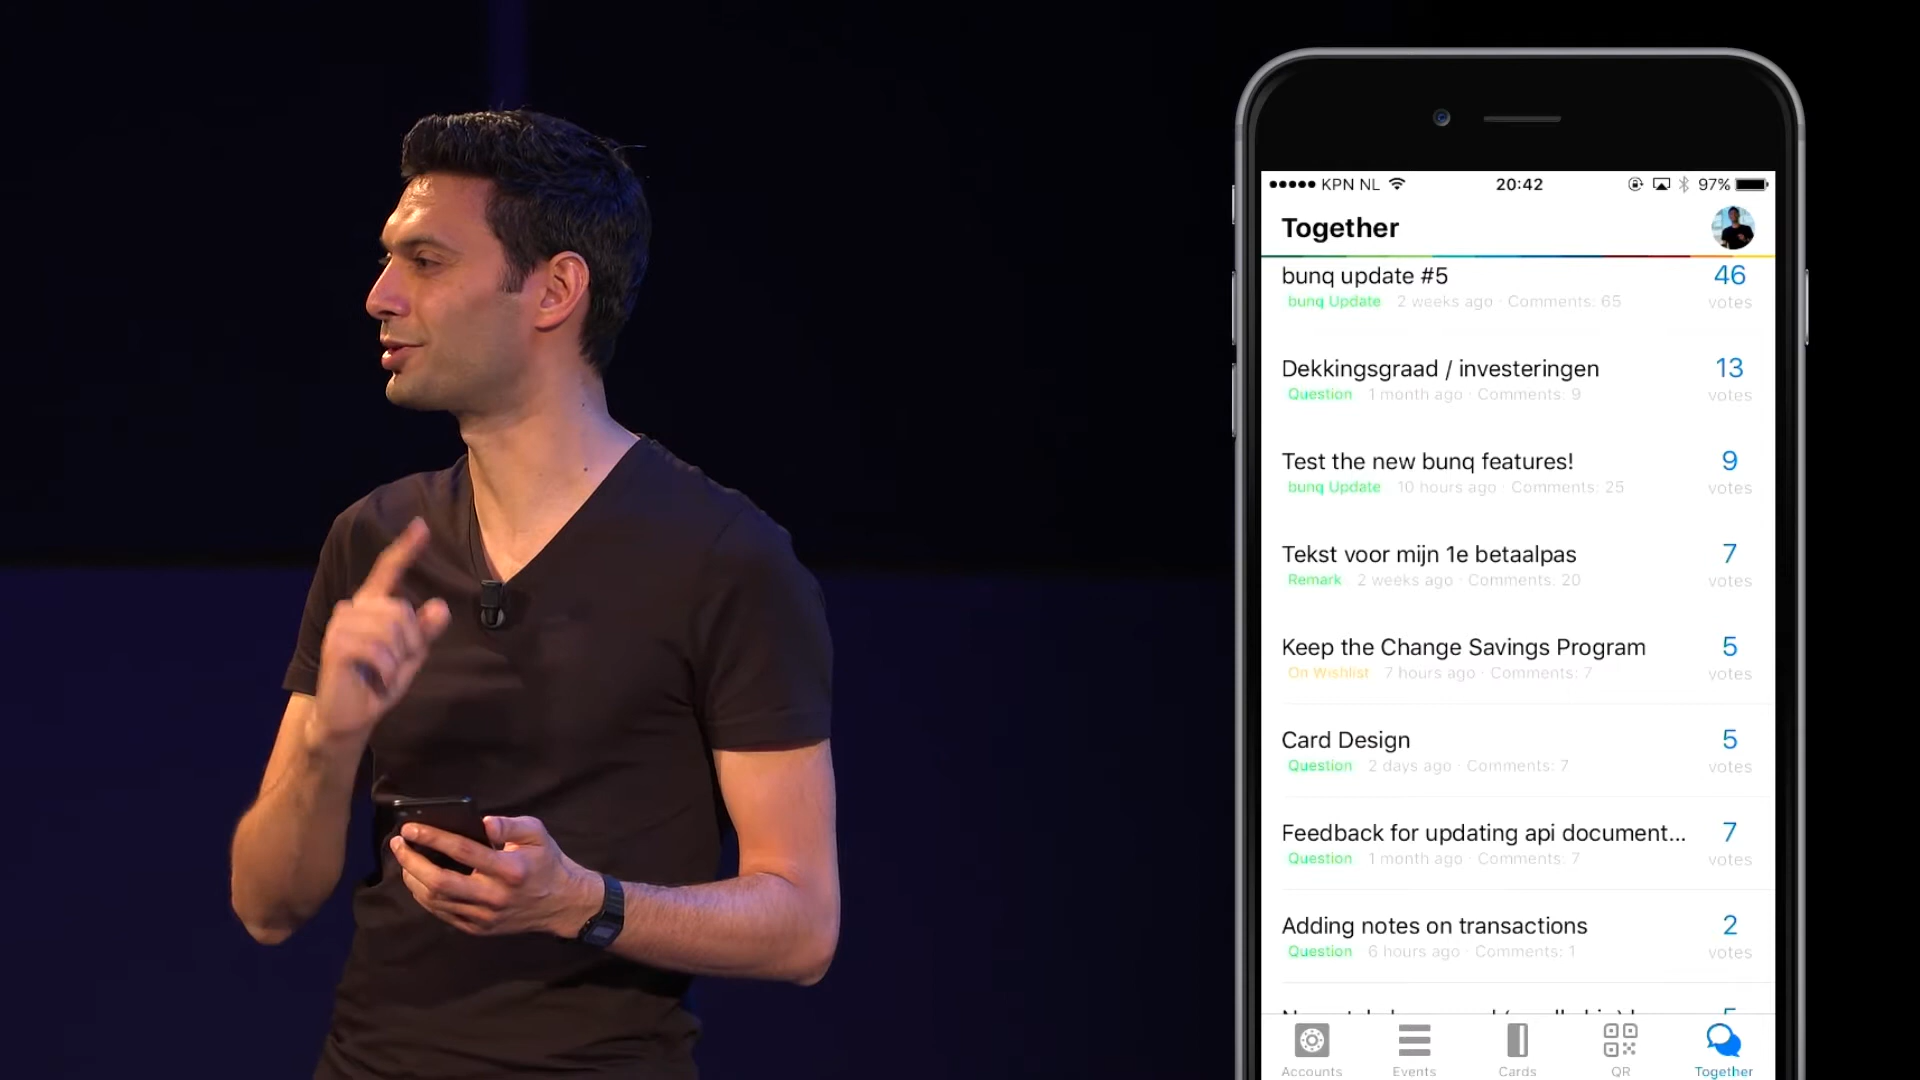 KPN NL 20:42 97%
Together
bunq update #5 46
bunq Update 2 weeks ago · Comments: 65 votes
Dekkingsgraad / investeringen 13
Question 1 month ago · Comments: 9 votes
Test the new bunq features! 9
bunq Update 10 hours ago · Comments: 25 votes
Tekst voor mijn 1e betaalpas 7
Remark 2 weeks ago · Comments: 20 votes
Keep the Change Savings Program 5
On Wishlist 7 hours ago · Comments: 7 votes
Card Design 5
Question 2 days ago · Comments: 7 votes
Feedback for updating api document... 7
Question 1 month ago · Comments: 7 votes
Adding notes on transactions 2
Question 6 hours ago · Comments: 1 votes
Accounts Events Cards QR Together